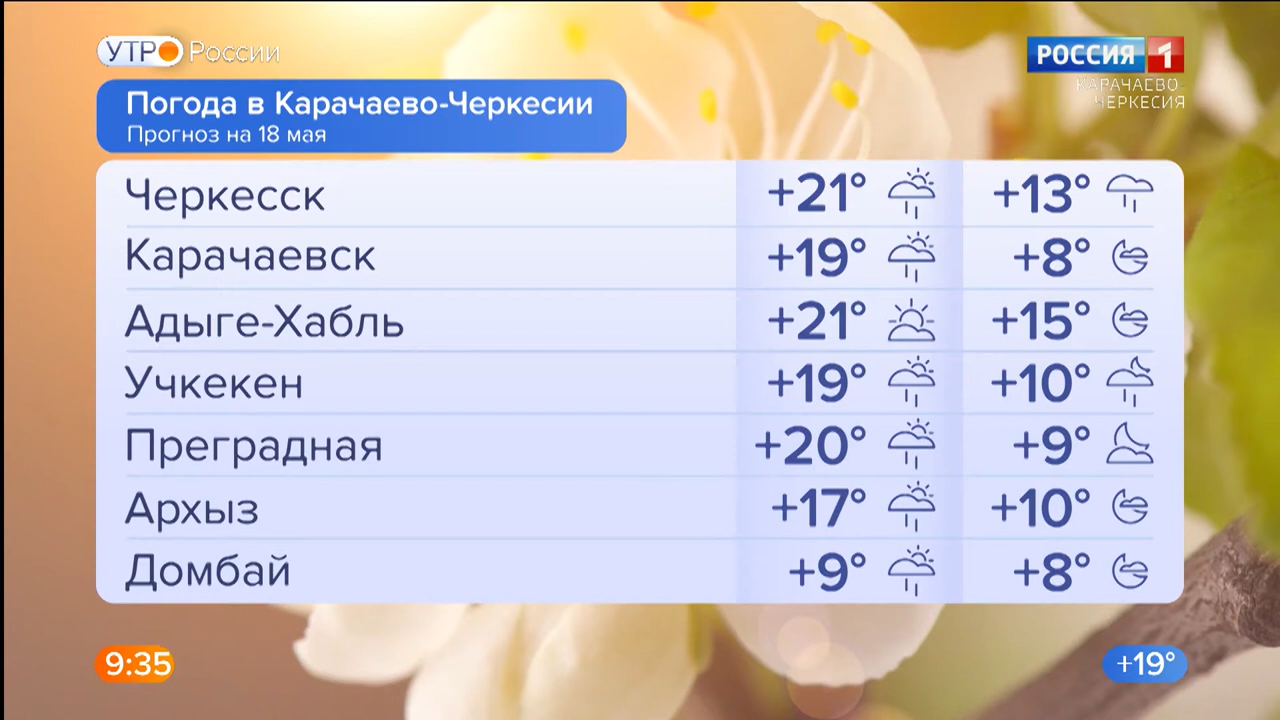 УТРО России
РОССИЯ 1
КАРАЧАЕВО-
ЧЕРКЕСИЯ
Погода в Карачаево-Черкесии
Прогноз на 18 мая
Черкесск +21° +13°
Карачаевск +19° +8°
Адыге-Хабль +21° +15°
Учкекен +19° +10°
Преградная +20° +9°
Архыз +17° +10°
Домбай +9° +8°
9:35 +19°